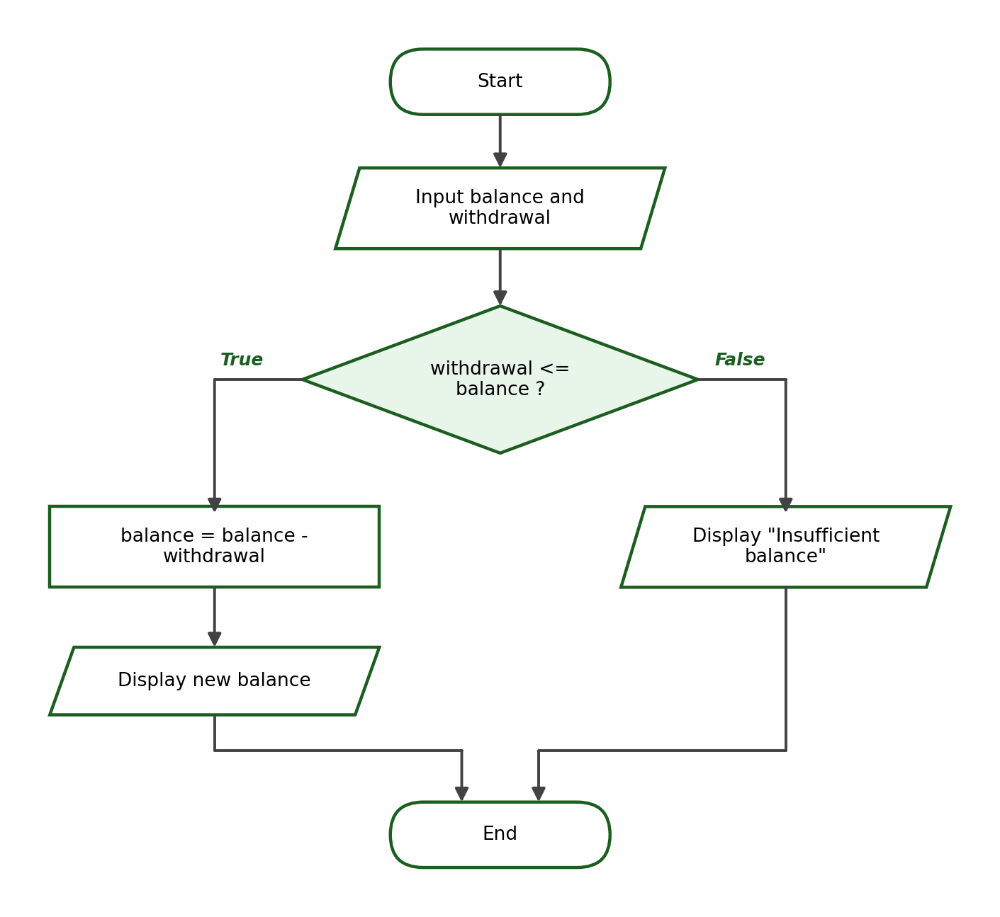 Start
Input balance and
withdrawal
True
False
withdrawal <=
balance ?
balance = balance -
withdrawal
Display "Insufficient
balance"
Display new balance
End